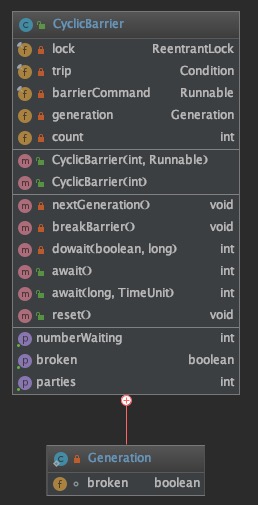 CyclicBarrier
lock ReentrantLock
trip Condition
barrierCommand Runnable
generation Generation
count int
CyclicBarrier(int, Runnable)
CyclicBarrier(int)
nextGeneration() void
breakBarrier() void
dowait(boolean, long) int
await() int
await(long, TimeUnit) int
reset() void
numberWaiting int
broken boolean
parties int
Generation
broken boolean